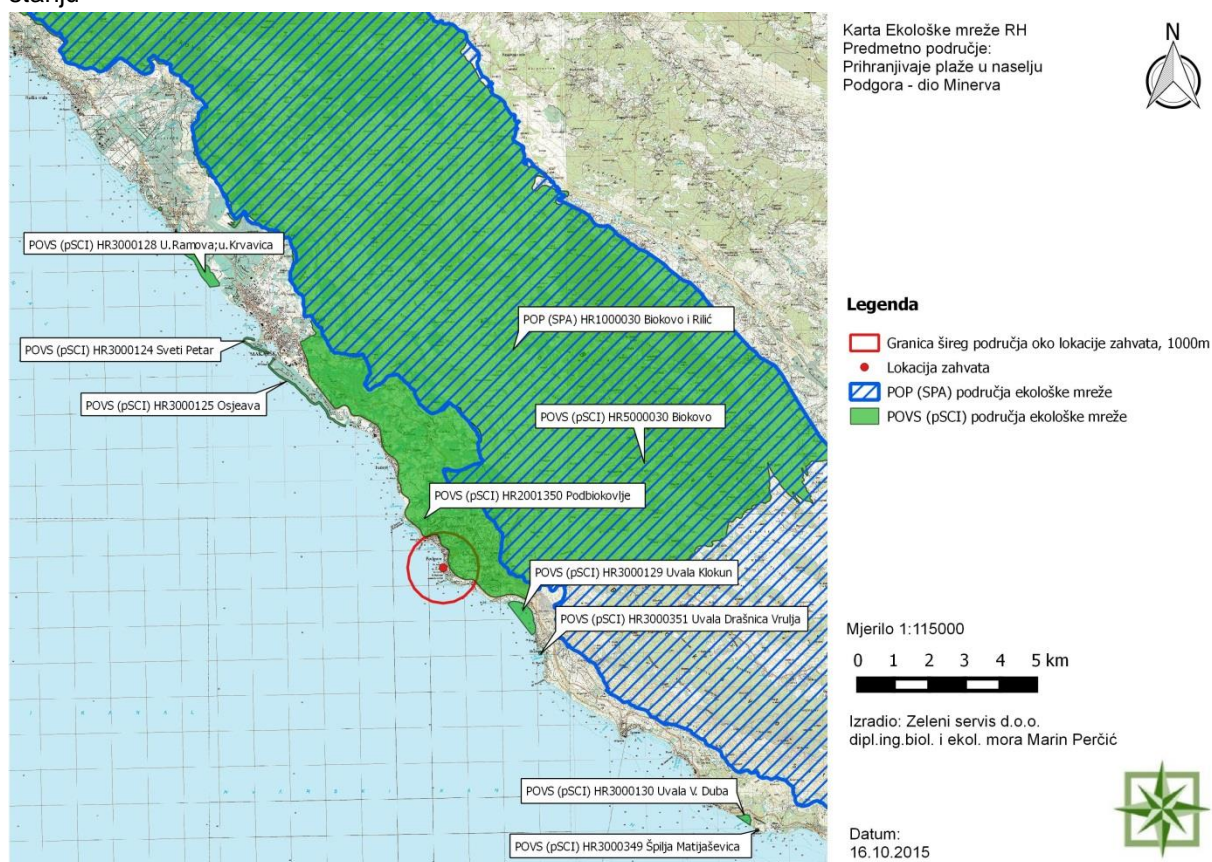 stanju
Karta Ekološke mreže RH
Predmetno područje:
Prihranjivaje plaže u naselju
Podgora - dio Minerva
N
POVS (pSCI) HR3000128 U.Ramova;u.Krvavica
POP (SPA) HR1000030 Biokovo i Rilić
POVS (pSCI) HR3000124 Sveti Petar
POVS (pSCI) HR3000125 Osjeava
POVS (pSCI) HR5000030 Biokovo
POVS (pSCI) HR2001350 Podbiokovlje
POVS (pSCI) HR3000129 Uvala Klokun
POVS (pSCI) HR3000351 Uvala Drašnica Vrulja
POVS (pSCI) HR3000130 Uvala V. Duba
POVS (pSCI) HR3000349 Špilja Matijaševica
Legenda
Granica šireg područja oko lokacije zahvata, 1000m
Lokacija zahvata
POP (SPA) područja ekološke mreže
POVS (pSCI) područja ekološke mreže
Mjerilo 1:115000
0 1 2 3 4 5 km
Izradio: Zeleni servis d.o.o.
dipl.ing.biol. i ekol. mora Marin Perčić
Datum:
16.10.2015